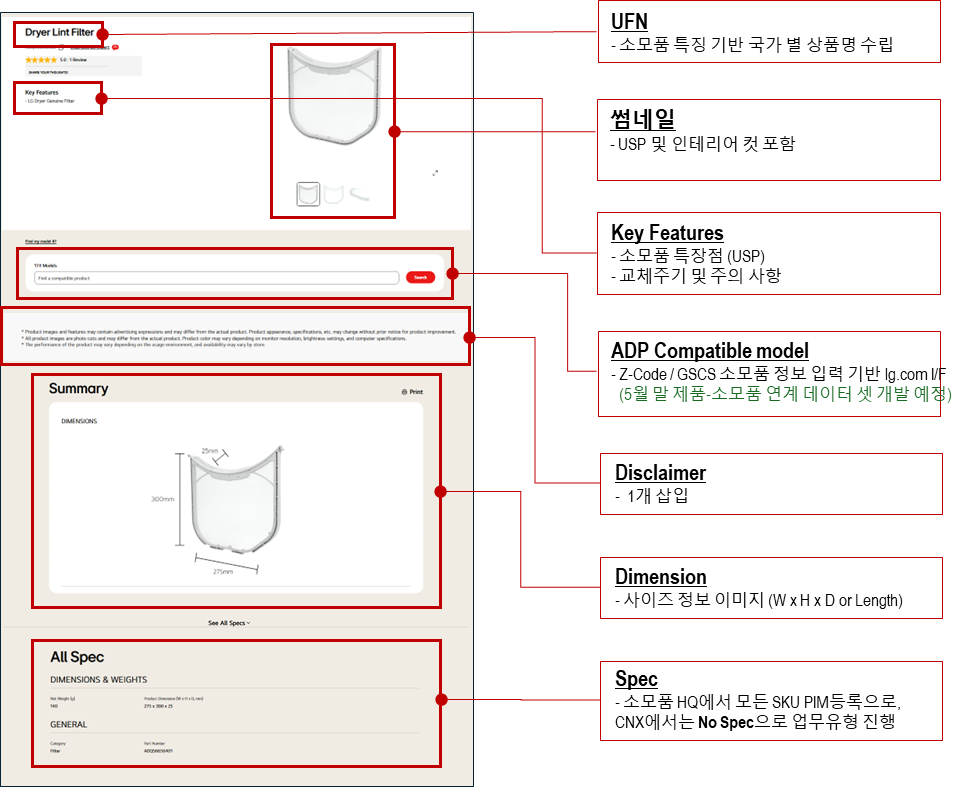 Dryer Lint Filter
5.0 · 1 Review
SHARE YOUR THOUGHTS!
Key Features
- LG Dryer Genuine Filter
Find my model #?
174 Models
Find a compatible product
Search
* Product images and features may contain advertising expressions and may differ from the actual product. Product appearance, specifications, etc. may change without prior notice for product improvement.
* All product images are photo cuts and may differ from the actual product. Product color may vary depending on monitor resolution, brightness settings, and computer specifications.
* The performance of the product may vary depending on the usage environment, and availability may vary by store.
Summary
Print
DIMENSIONS
25mm
300mm
275mm
See All Specs
All Spec
DIMENSIONS & WEIGHTS
Net Weight (g)
Product Dimension (W x H x D, mm)
140
275 x 300 x 25
GENERAL
Category
Part Number
Filter
UFN
- 소모품 특징 기반 국가 별 상품명 수립
썸네일
- USP 및 인테리어 컷 포함
Key Features
- 소모품 특장점 (USP)
- 교체주기 및 주의 사항
ADP Compatible model
- Z-Code / GSCS 소모품 정보 입력 기반 lg.com I/F
(5월 말 제품-소모품 연계 데이터 셋 개발 예정)
Disclaimer
- 1개 삽입
Dimension
- 사이즈 정보 이미지 (W x H x D or Length)
Spec
- 소모품 HQ에서 모든 SKU PIM등록으로,
CNX에서는 No Spec으로 업무유형 진행